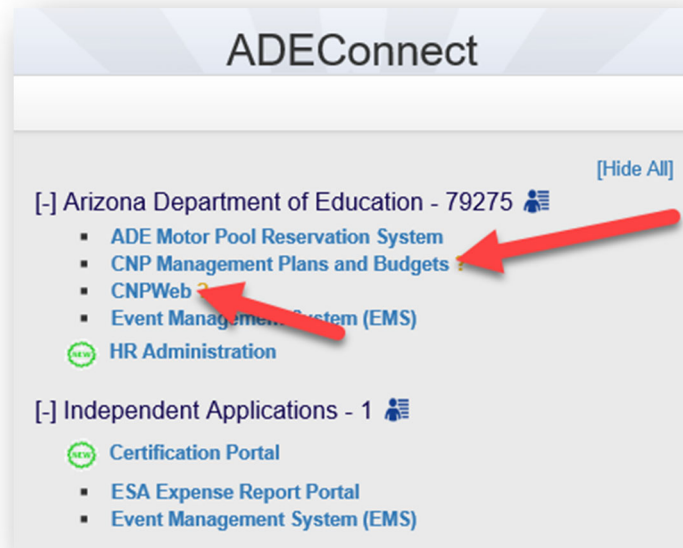 ADEConnect
[Hide All]
[-] Arizona Department of Education - 79275
ADE Motor Pool Reservation System
CNP Management Plans and Budgets ?
CNPWeb ?
Event Management System (EMS)
NEW HR Administration
[-] Independent Applications - 1
NEW Certification Portal
ESA Expense Report Portal
Event Management System (EMS)